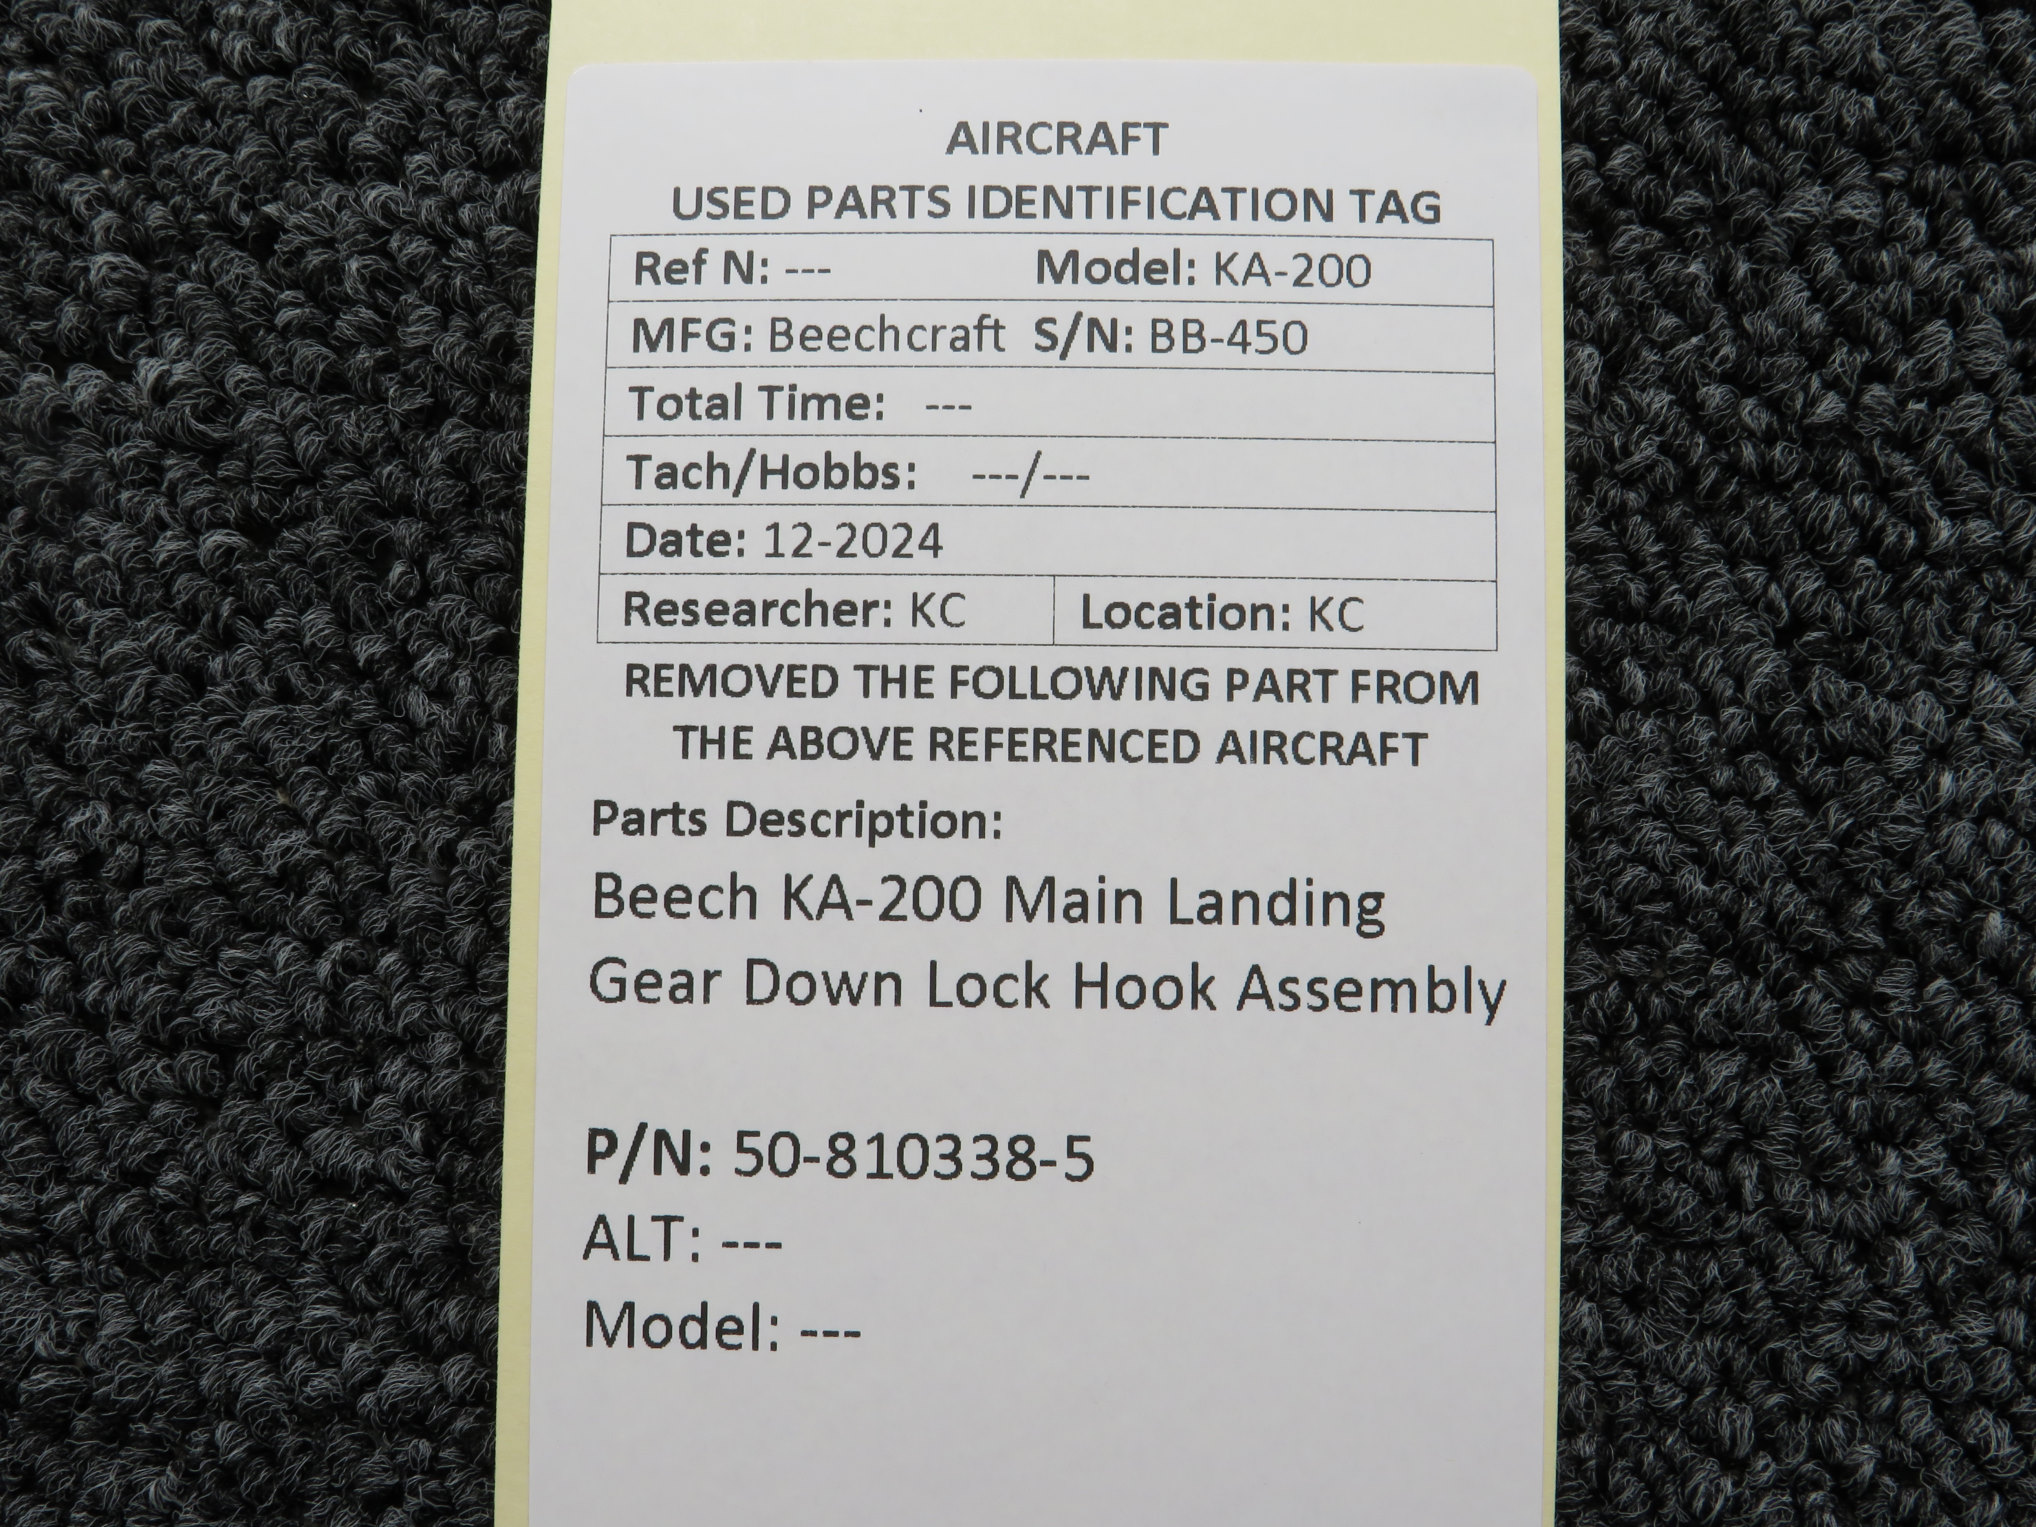 AIRCRAFT
USED PARTS IDENTIFICATION TAG
Ref N: --- Model: KA-200
MFG: Beechcraft S/N: BB-450
Total Time: ---
Tach/Hobbs: ---/---
Date: 12-2024
Researcher: KC Location: KC
REMOVED THE FOLLOWING PART FROM
THE ABOVE REFERENCED AIRCRAFT
Parts Description:
Beech KA-200 Main Landing
Gear Down Lock Hook Assembly
P/N: 50-810338-5
ALT: ---
Model: ---